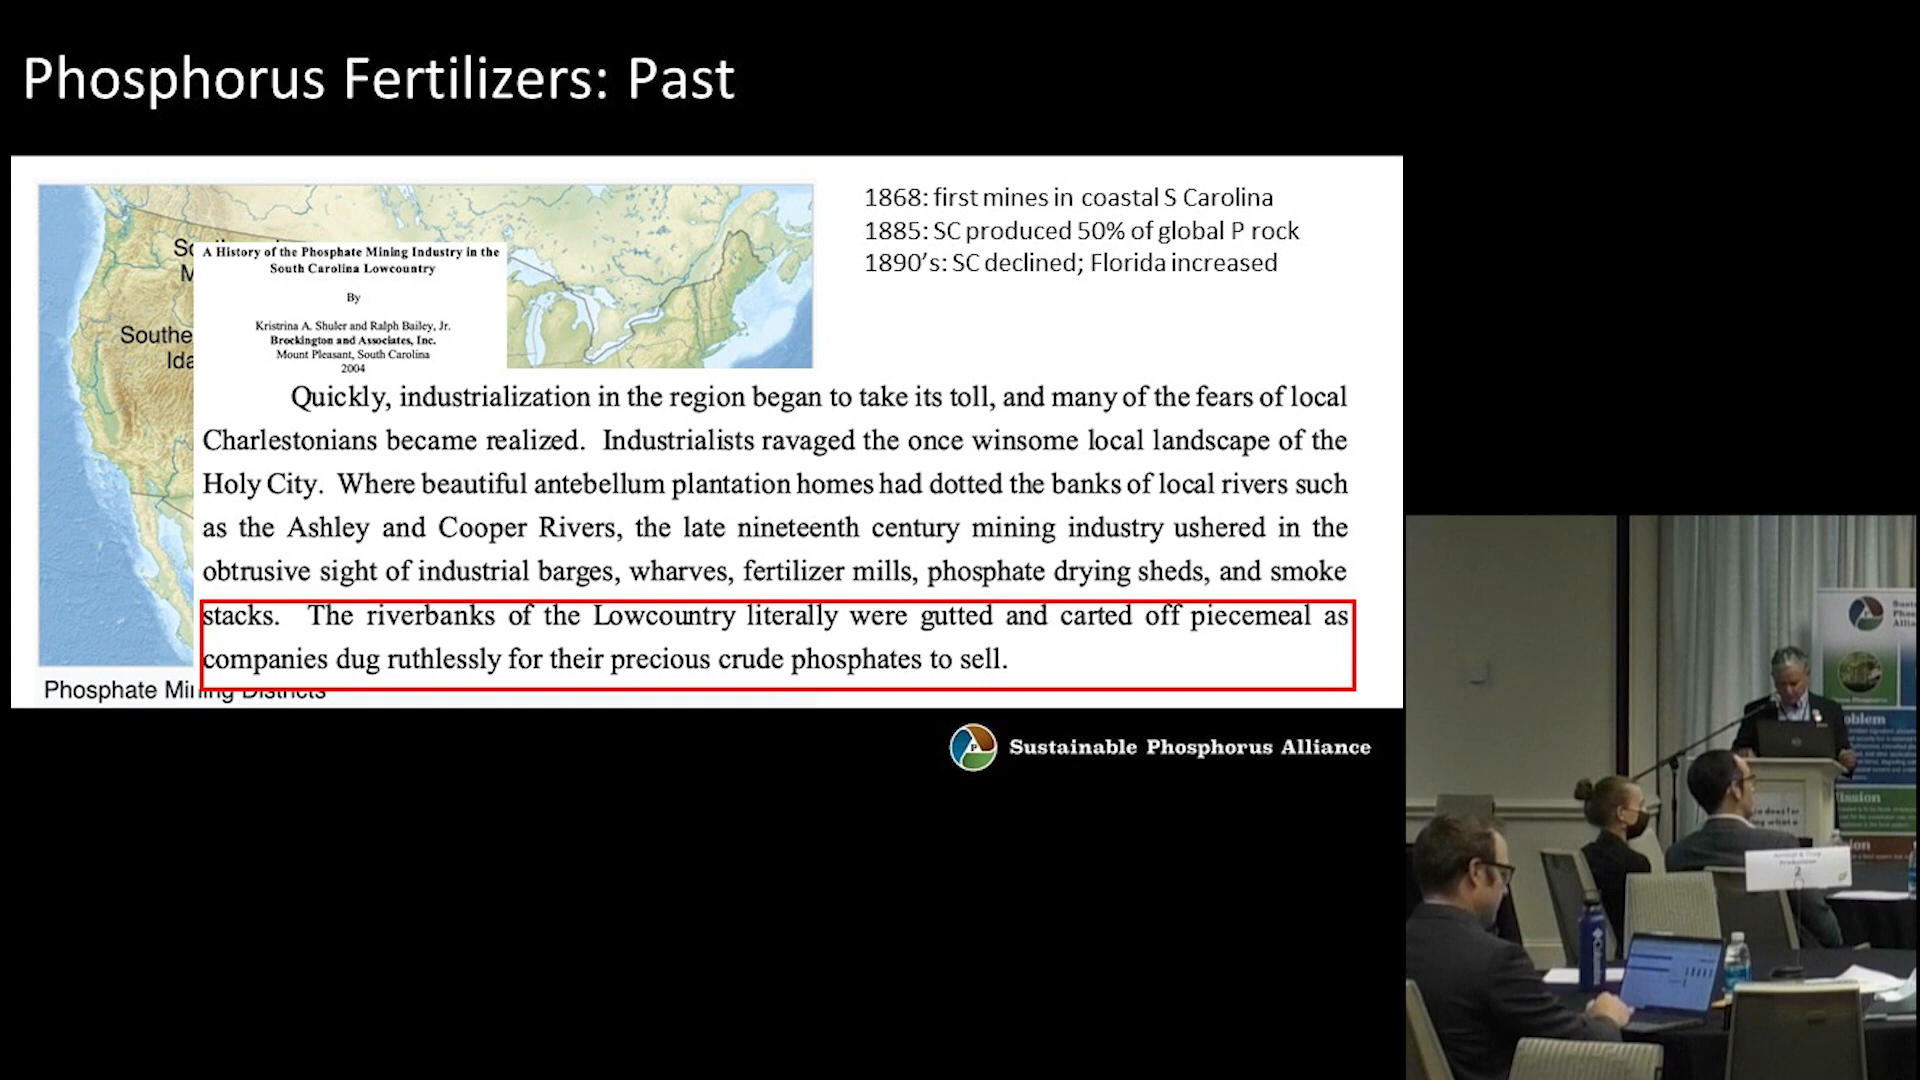 Phosphorus Fertilizers: Past
1868: first mines in coastal S Carolina
1885: SC produced 50% of global P rock
1890's: SC declined; Florida increased
A History of the Phosphate Mining Industry in the
South Carolina Lowcountry
By
Kristrina A. Shuler and Ralph Bailey, Jr.
Brockington and Associates, Inc.
Mount Pleasant, South Carolina
2004
Southe
Ida
Quickly, industrialization in the region began to take its toll, and many of the fears of local
Charlestonians became realized. Industrialists ravaged the once winsome local landscape of the
Holy City. Where beautiful antebellum plantation homes had dotted the banks of local rivers such
as the Ashley and Cooper Rivers, the late nineteenth century mining industry ushered in the
obtrusive sight of industrial barges, wharves, fertilizer mills, phosphate drying sheds, and smoke
stacks. The riverbanks of the Lowcountry literally were gutted and carted off piecemeal as
companies dug ruthlessly for their precious crude phosphates to sell.
Phosphate Mining Districts
P
Sustainable Phosphorus Alliance
oblem
ission
ion
2